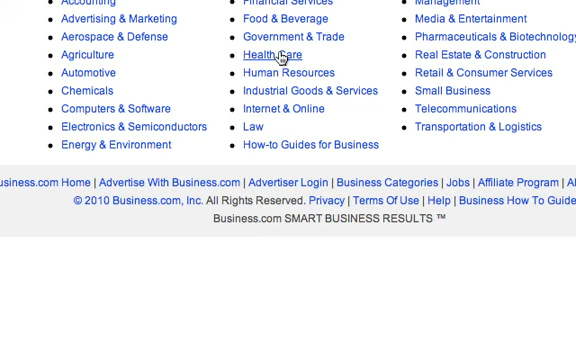 Accounting
Advertising & Marketing
Aerospace & Defense
Agriculture
Automotive
Chemicals
Computers & Software
Electronics & Semiconductors
Energy & Environment
Financial Services
Food & Beverage
Government & Trade
Health Care
Human Resources
Industrial Goods & Services
Internet & Online
Law
How-to Guides for Business
Management
Media & Entertainment
Pharmaceuticals & Biotechnology
Real Estate & Construction
Retail & Consumer Services
Small Business
Telecommunications
Transportation & Logistics
usiness.com Home | Advertise With Business.com | Advertiser Login | Business Categories | Jobs | Affiliate Program |
© 2010 Business.com, Inc. All Rights Reserved. Privacy | Terms Of Use | Help | Business How To Guide
Business.com SMART BUSINESS RESULTS ™